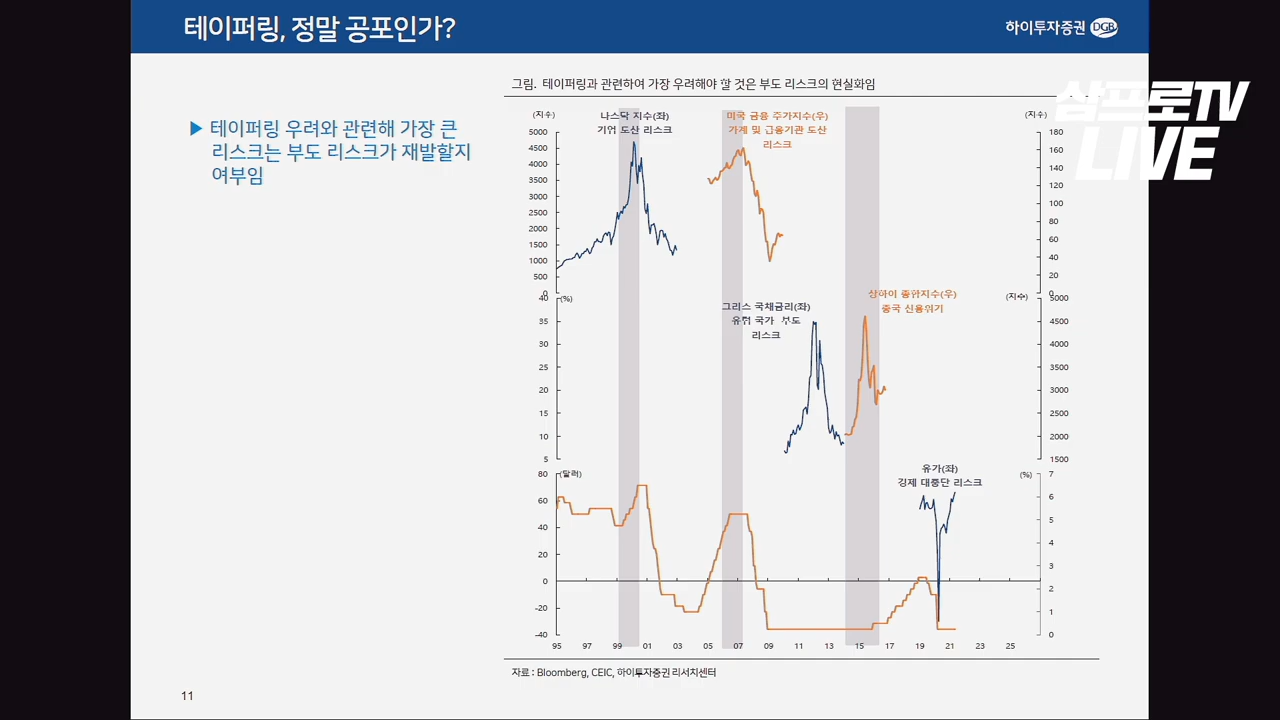 테이퍼링, 정말 공포인가?
하이투자증권 DGB
삼프로TV
LIVE
▶ 테이퍼링 우려와 관련해 가장 큰
리스크는 부도 리스크가 재발할지
여부임
그림. 테이퍼링과 관련하여 가장 우려해야 할 것은 부도 리스크의 현실화임
(지수)
나스닥 지수(좌)
기업 도산 리스크
미국 금융 주가지수(우)
가계 및 금융기관 도산
리스크
(지수)
5000
4500
4000
3500
3000
2500
2000
1500
1000
500
0
180
160
140
120
100
80
60
40
20
0
(%)
그리스 국채금리(좌)
유럽 국가 부도
리스크
상하이 종합지수(우)
중국 신용위기
(지수)
40
35
30
25
20
15
10
5
5000
4500
4000
3500
3000
2500
2000
1500
(달러)
유가(좌)
경제 대중단 리스크
(%)
80
60
40
20
0
-20
-40
7
6
5
4
3
2
1
0
95 97 99 01 03 05 07 09 11 13 15 17 19 21 23 25
자료 : Bloomberg, CEIC, 하이투자증권 리서치센터
11